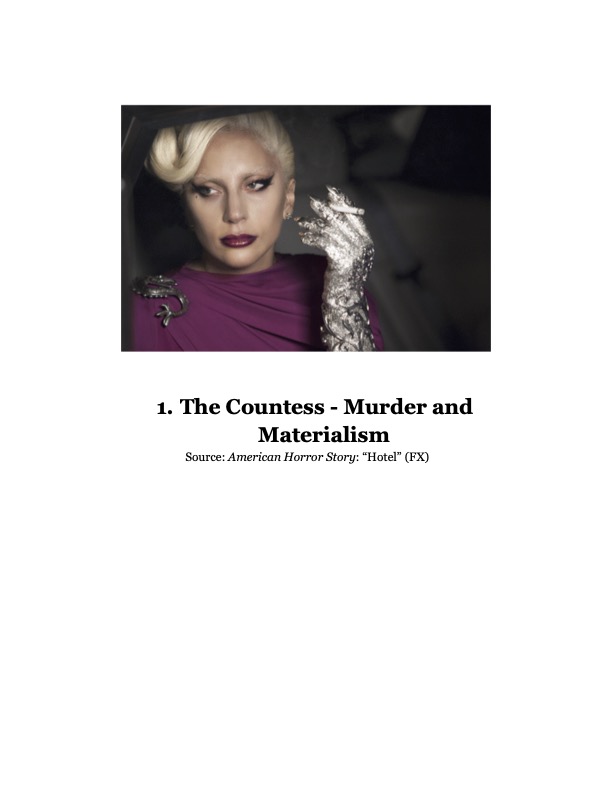 1. The Countess - Murder and
Materialism
Source: American Horror Story: “Hotel” (FX)